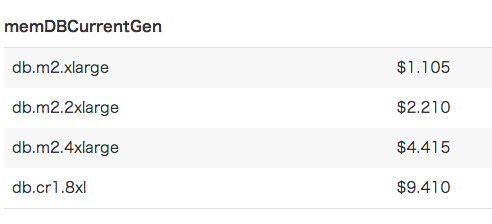 memDBCurrentGen
db.m2.xlarge $1.105
db.m2.2xlarge $2.210
db.m2.4xlarge $4.415
db.cr1.8xl $9.410